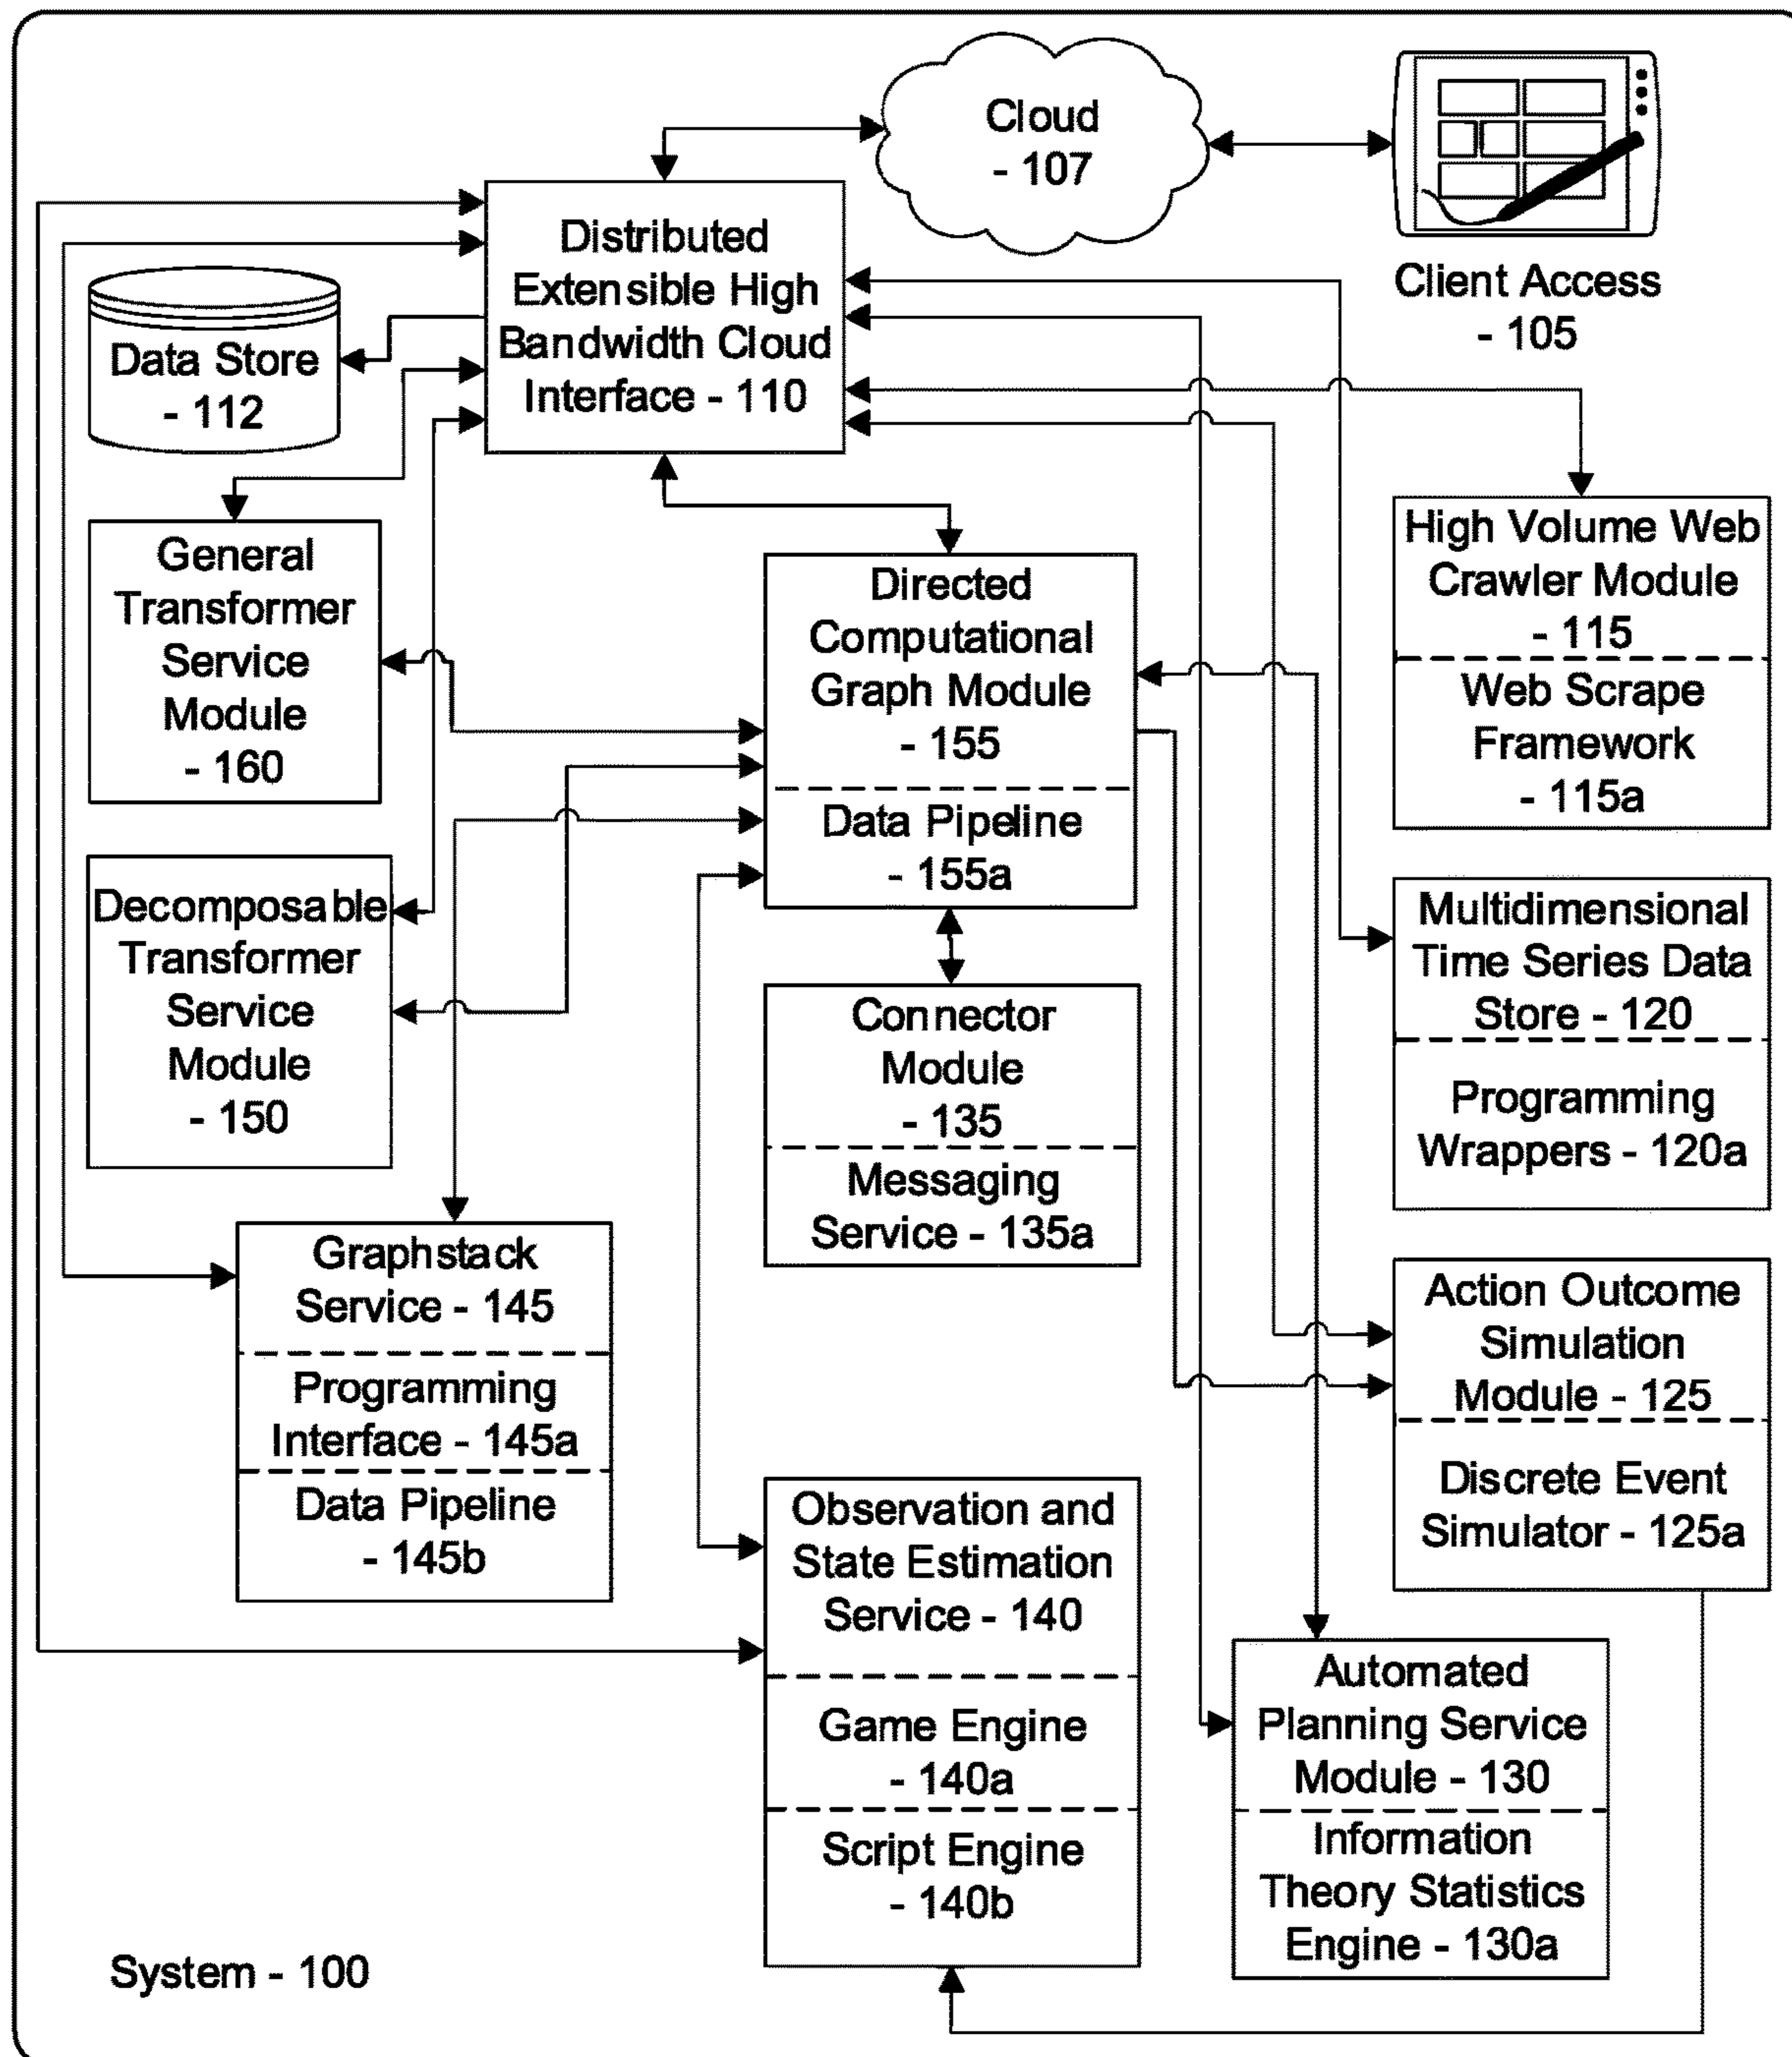 Cloud
- 107
Client Access
- 105
Distributed
Extensible High
Bandwidth Cloud
Interface - 110
Data Store
- 112
General
Transformer
Service
Module
- 160
Directed
Computational
Graph Module
- 155
Data Pipeline
- 155a
High Volume Web
Crawler Module
- 115
Web Scrape
Framework
- 115a
Decomposable
Transformer
Service
Module
- 150
Connector
Module
- 135
Messaging
Service - 135a
Multidimensional
Time Series Data
Store - 120
Programming
Wrappers - 120a
Graphstack
Service - 145
Programming
Interface - 145a
Data Pipeline
- 145b
Action Outcome
Simulation
Module - 125
Discrete Event
Simulator - 125a
Observation and
State Estimation
Service - 140
Game Engine
- 140a
Script Engine
- 140b
Automated
Planning Service
Module - 130
Information
Theory Statistics
Engine - 130a
System - 100